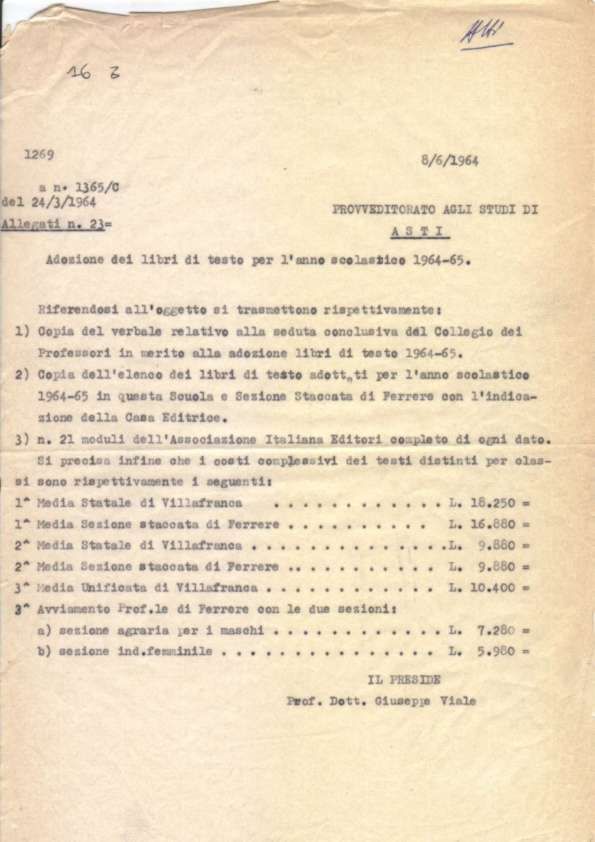 Atti
16 3
1269
8/6/1964
a n. 1365/C
del 24/3/1964
PROVVEDITORATO AGLI STUDI DI
Allegati n. 23=
A S T I
Adozione dei libri di testo per l'anno scolastico 1964-65.
Riferendosi all'oggetto si trasmettono rispettivamente:
1) Copia del verbale relativo alla seduta conclusiva del Collegio dei
Professori in merito alla adozione libri di testo 1964-65.
2) Copia dell'elenco dei libri di testo adottati per l'anno scolastico
1964-65 in questa Scuola e Sezione Staccata di Ferrere con l'indica-
zione della Casa Editrice.
3) n. 21 moduli dell'Associazione Italiana Editori completo di ogni dato.
Si precisa infine che i costi complessivi dei testi distinti per clas-
si sono rispettivamente i seguenti:
1^ Media Statale di Villafranca . . . . . . . . . . . . L. 18.250 =
1^ Media Sezione staccata di Ferrere . . . . . . . . . . L. 16.880 =
2^ Media Statale di Villafranca . . . . . . . . . . . . . .L. 9.880 =
2^ Media Sezione staccata di Ferrere .. . . . . . . . . . L. 9.880 =
3^ Media Unificata di Villafranca . . . . . . . . . . . . L. 10.400 =
3^ Avviamento Prof.le di Ferrere con le due sezioni:
a) sezione agraria per i maschi . . . . . . . . . . . . L. 7.280 =
b) sezione ind.femminile . . . . . . . . . . . . . . . L. 5.980 =
IL PRESIDE
Prof. Dott. Giuseppe Viale